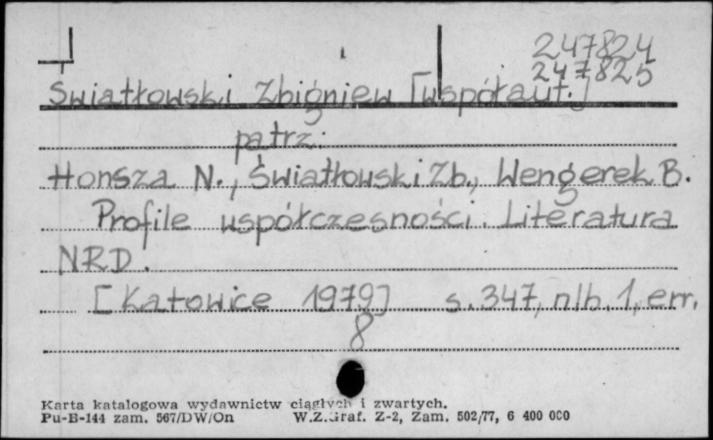 247824
247825
Światłowski Zbigniew [współaut.]
patrz:
Honsza N., Światłowski Zb., Wengerek B.
Profile współczesności. Literatura
NRD.
[Katowice 1979] s. 347, nlb. 1, err.
8
Karta katalogowa wydawnictw ciągłych i zwartych.
Pu-B-144 zam. 567/DW/On W.Z.Graf. Z-2, Zam. 502/77, 6 400 000